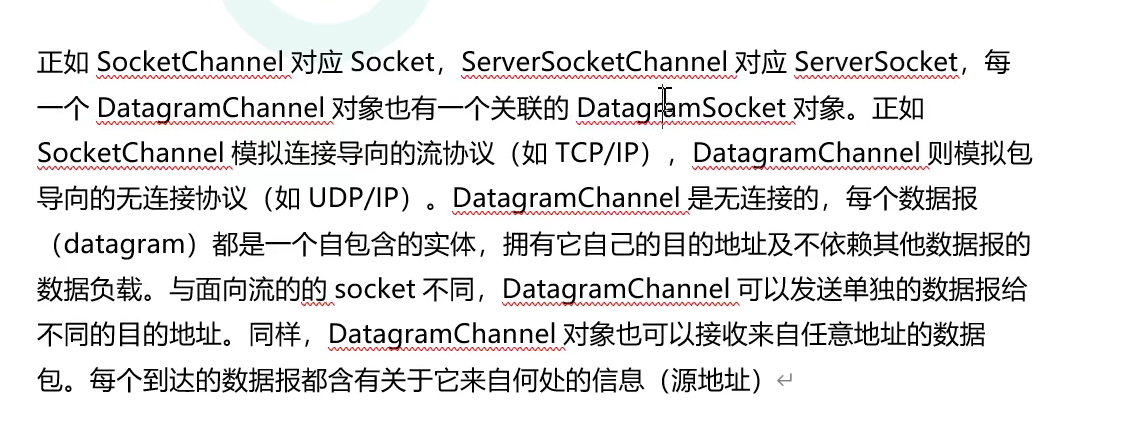 正如 SocketChannel 对应 Socket，ServerSocketChannel 对应 ServerSocket，每
一个 DatagramChannel 对象也有一个关联的 DatagramSocket 对象。正如
SocketChannel 模拟连接导向的流协议（如 TCP/IP），DatagramChannel 则模拟包
导向的无连接协议（如 UDP/IP）。DatagramChannel 是无连接的，每个数据报
（datagram）都是一个自包含的实体，拥有它自己的目的地址及不依赖其他数据报的
数据负载。与面向流的的 socket 不同，DatagramChannel 可以发送单独的数据报给
不同的目的地址。同样，DatagramChannel 对象也可以接收来自任意地址的数据
包。每个到达的数据报都含有关于它来自何处的信息（源地址）